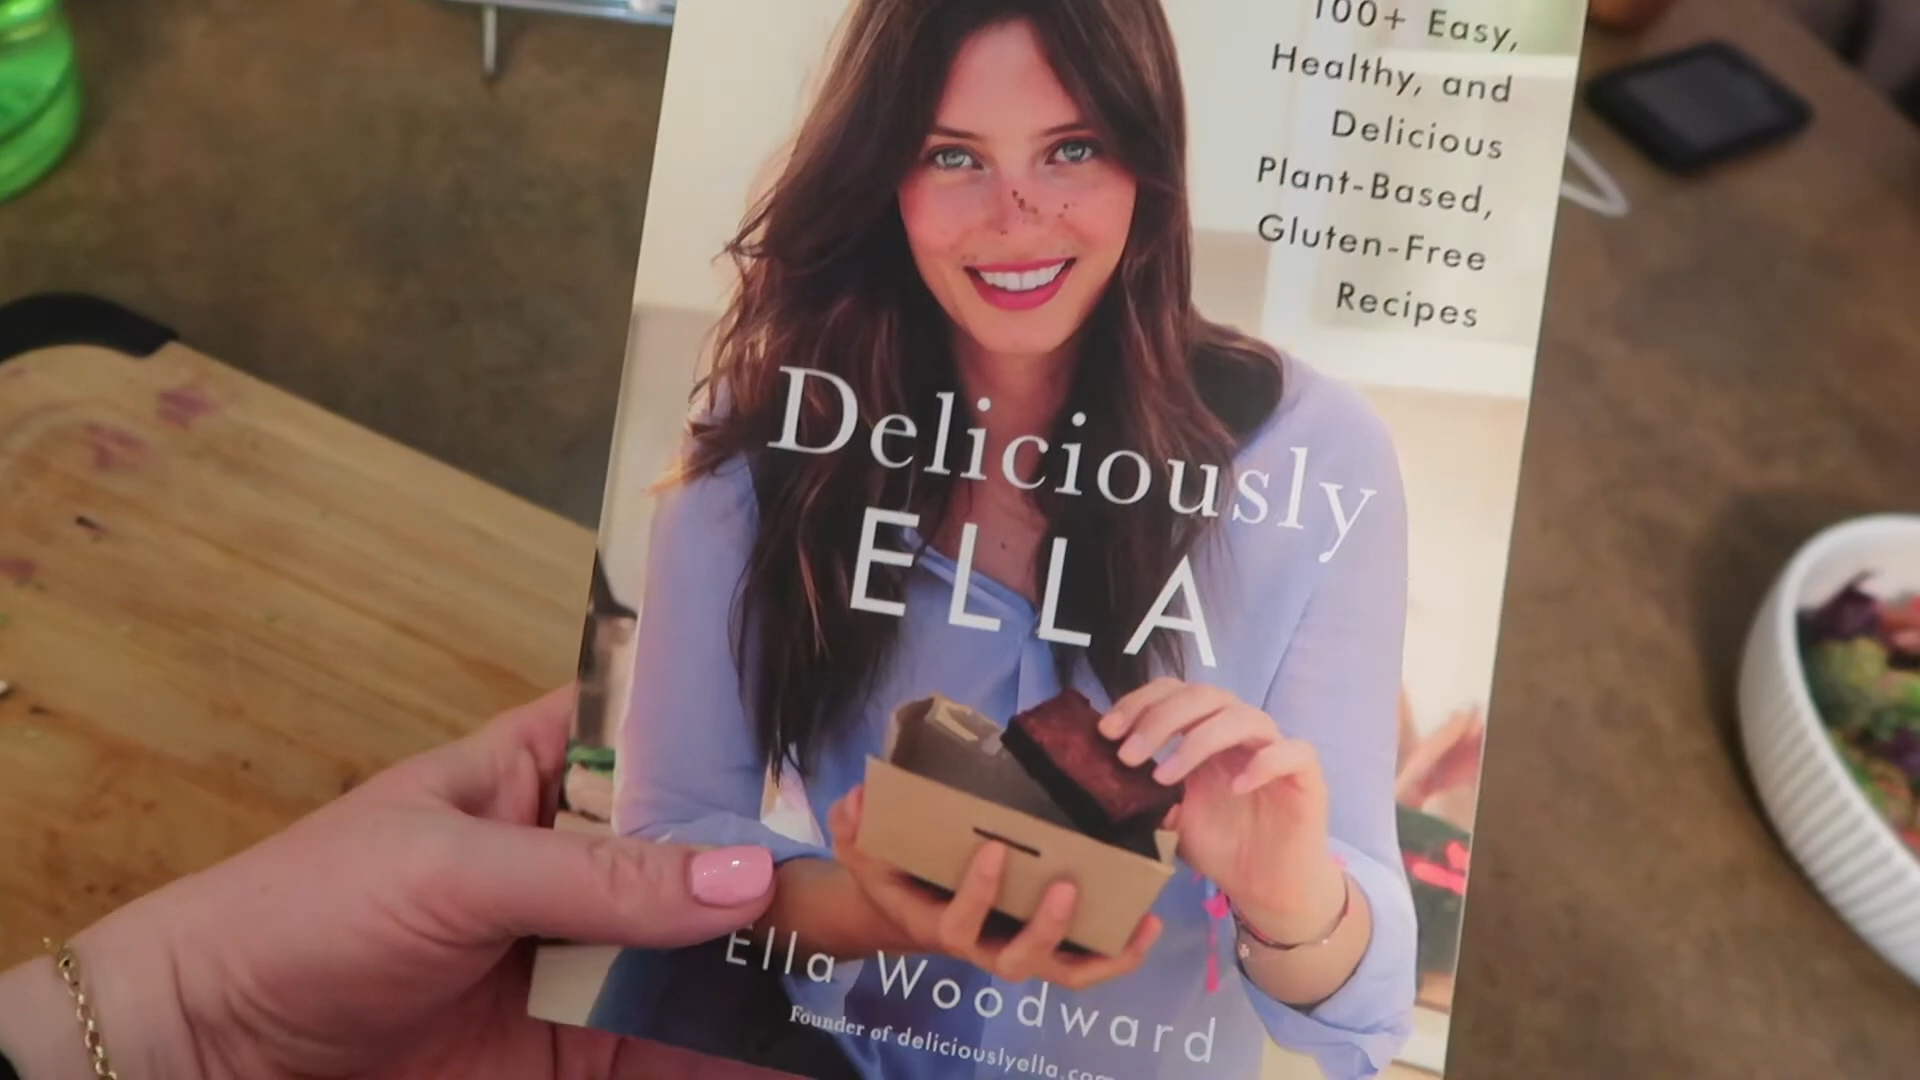 100+ Easy,
Healthy, and
Delicious
Plant-Based,
Gluten-Free
Recipes
Deliciously
ELLA
Ella Woodward
Founder of deliciouslyella.com